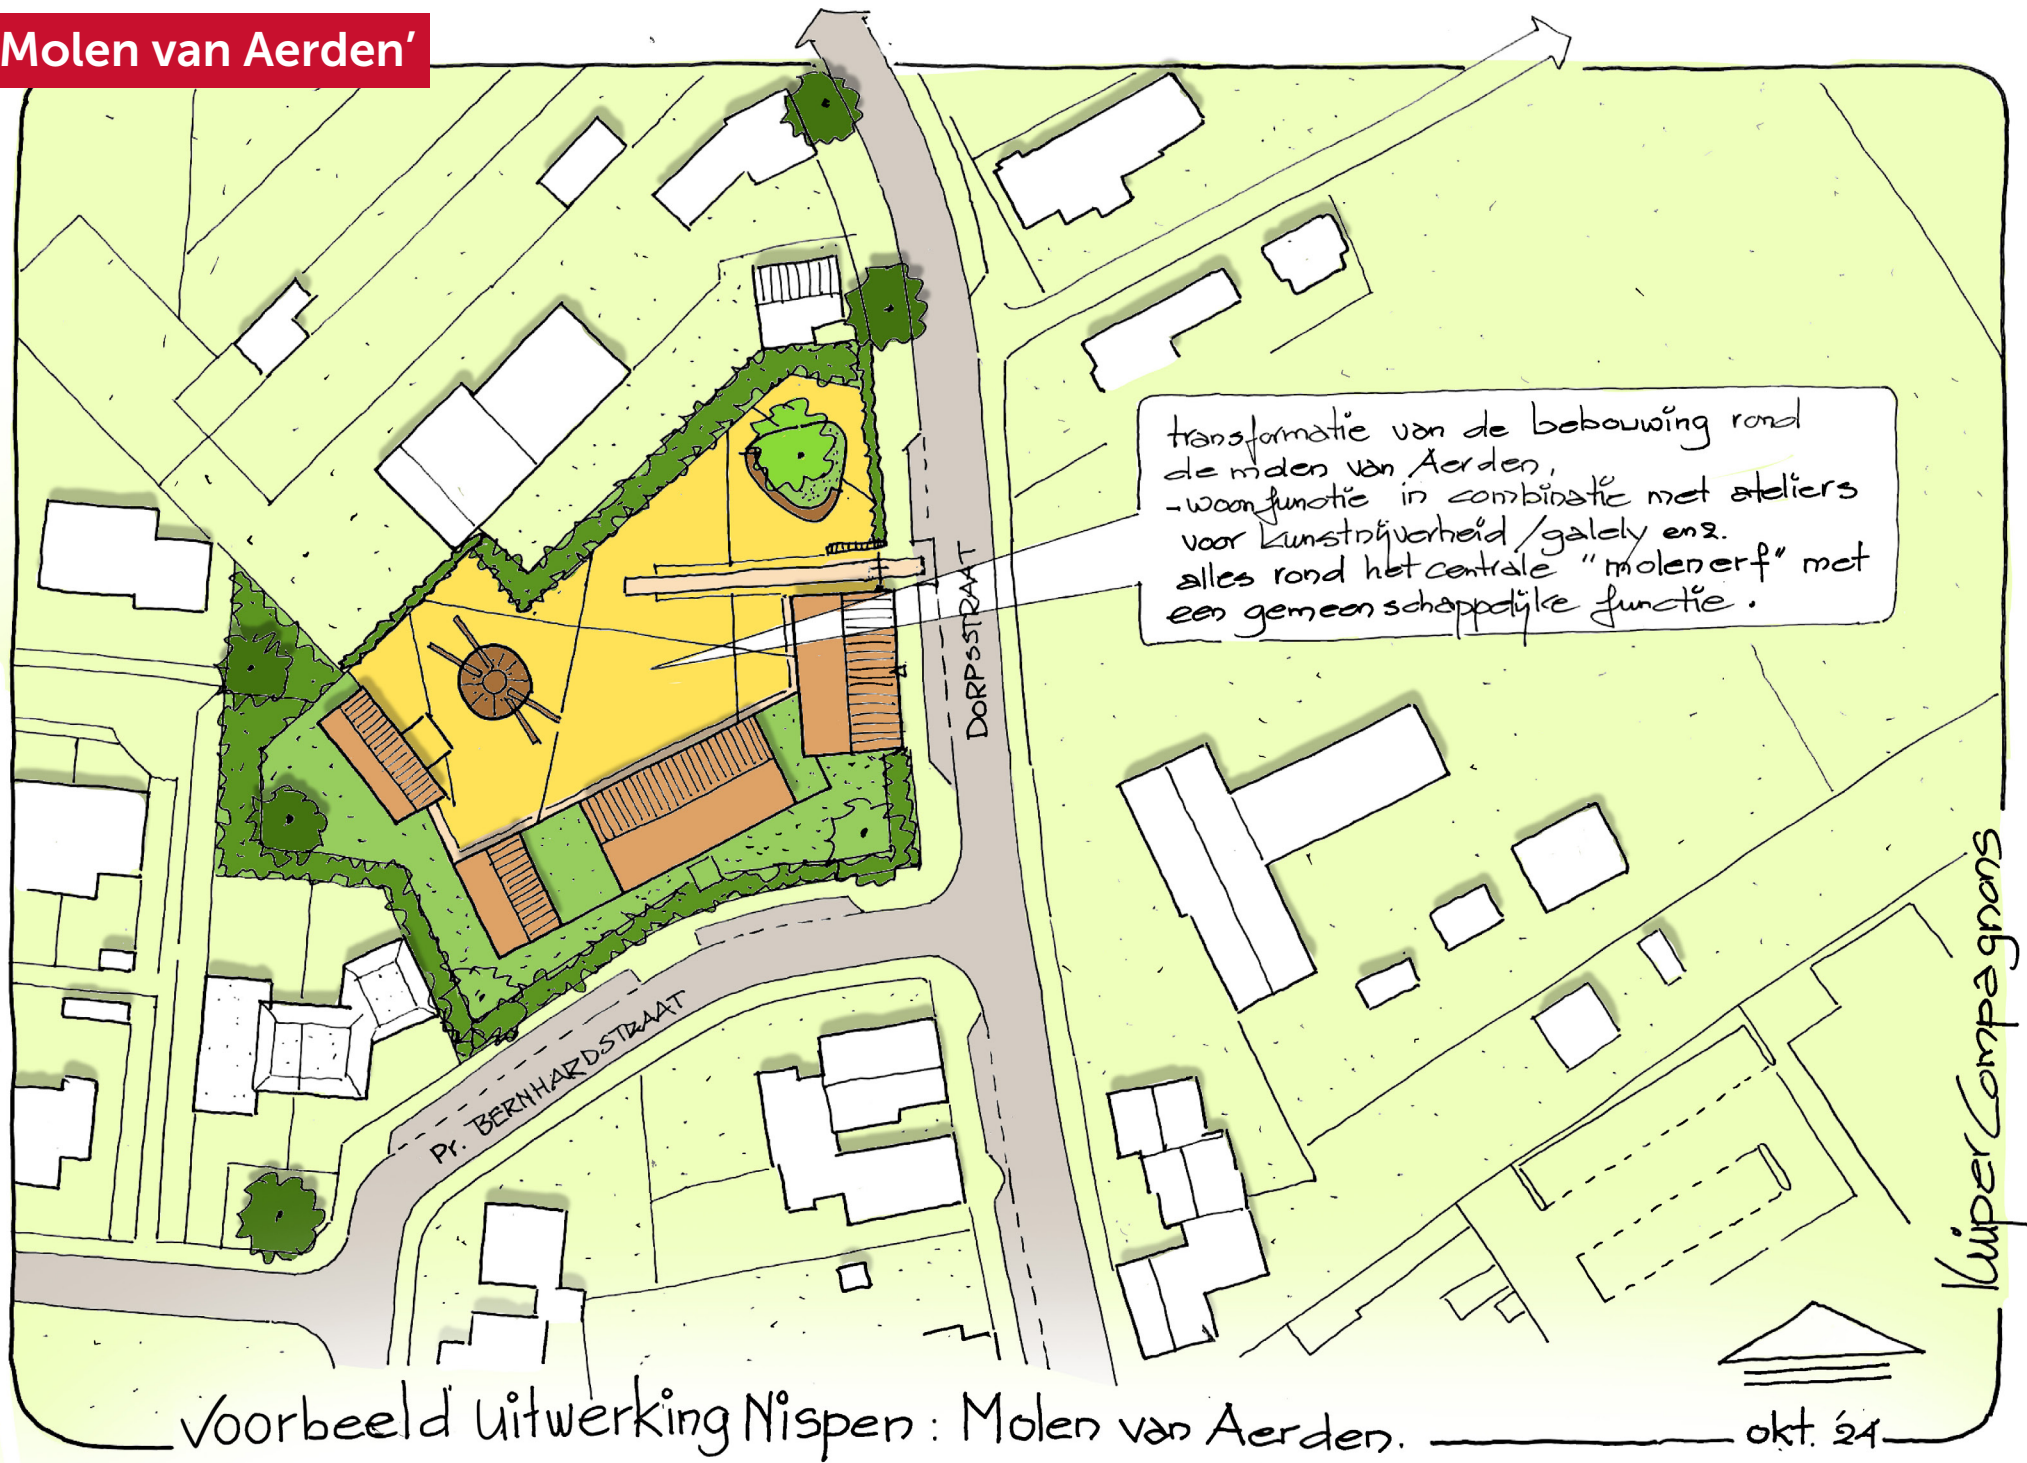 Molen van Aerden’
transformatie van de bebouwing rond
de molen van Aerden,
- woonfunctie in combinatie met ateliers
voor kunstnijverheid / galely enz.
alles rond het centrale "molenerf" met
een gemeenschappelijke functie.
DORPSSTRAAT
Pr. BERNHARDSTRAAT
KuiperCompagnons
Voorbeeld uitwerking Nispen : Molen van Aerden.
okt. '24